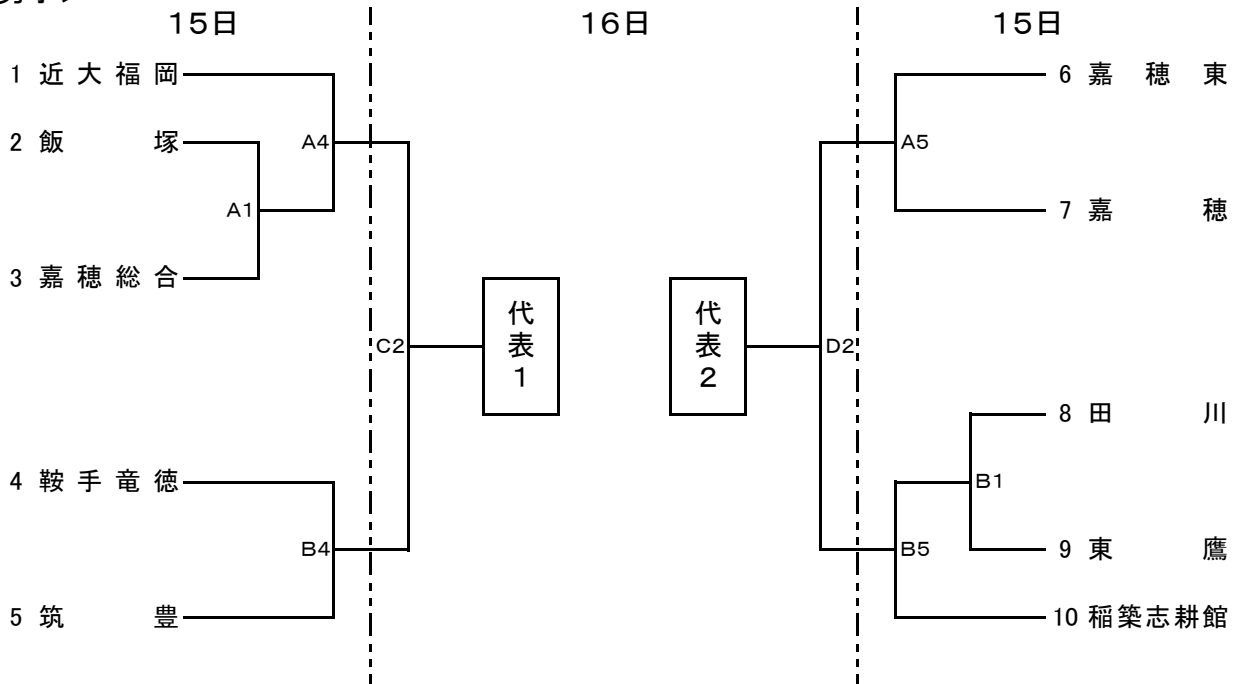 15日 16日 15日
1 近大福岡
6 嘉穂東
2 飯塚
A4
A5
A1
7 嘉穂
3 嘉穂総合
代表1
代表2
C2
D2
8 田川
4 鞍手竜徳
B1
B4
B5
9 東鷹
5 筑豊
10 稲築志耕館